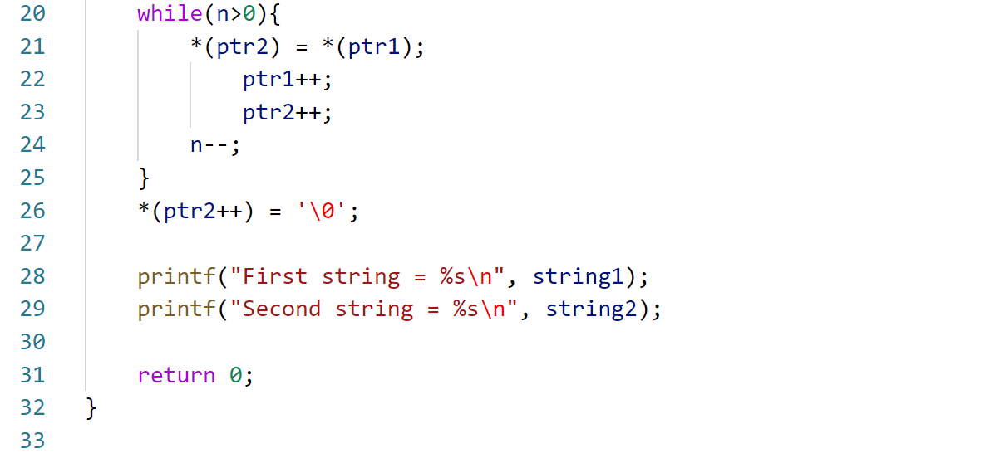 20 while(n>0){
21 *(ptr2) = *(ptr1);
22 ptr1++;
23 ptr2++;
24 n--;
25 }
26 *(ptr2++) = '\0';
27
28 printf("First string = %s\n", string1);
29 printf("Second string = %s\n", string2);
30
31 return 0;
32 }
33